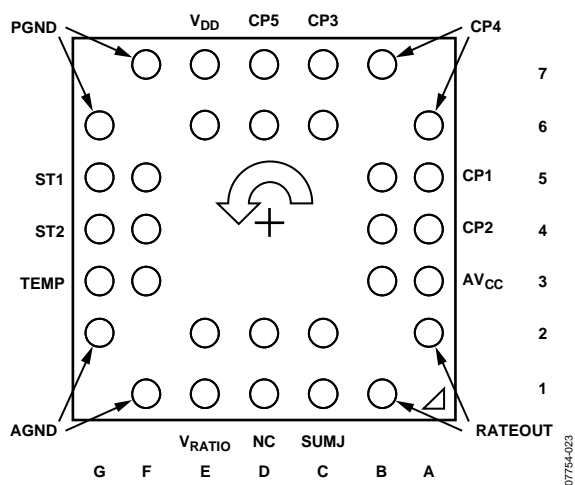 PGND
V_DD CP5 CP3
CP4
7
6
ST1
CP1
5
ST2
CP2
4
TEMP
AV_CC
3
2
1
AGND
V_RATIO NC SUMJ
RATEOUT
G F E D C B A
07754-023